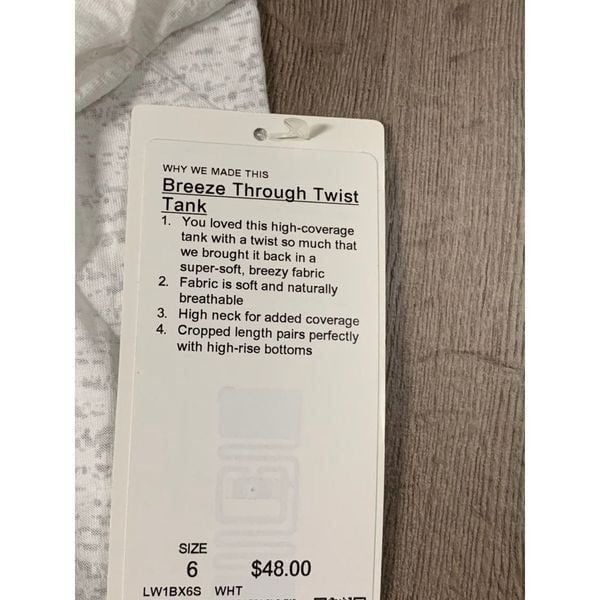 WHY WE MADE THIS
Breeze Through Twist
Tank
1. You loved this high-coverage
tank with a twist so much that
we brought it back in a
super-soft, breezy fabric
2. Fabric is soft and naturally
breathable
3. High neck for added coverage
4. Cropped length pairs perfectly
with high-rise bottoms
SIZE
6 $48.00
LW1BX6S WHT